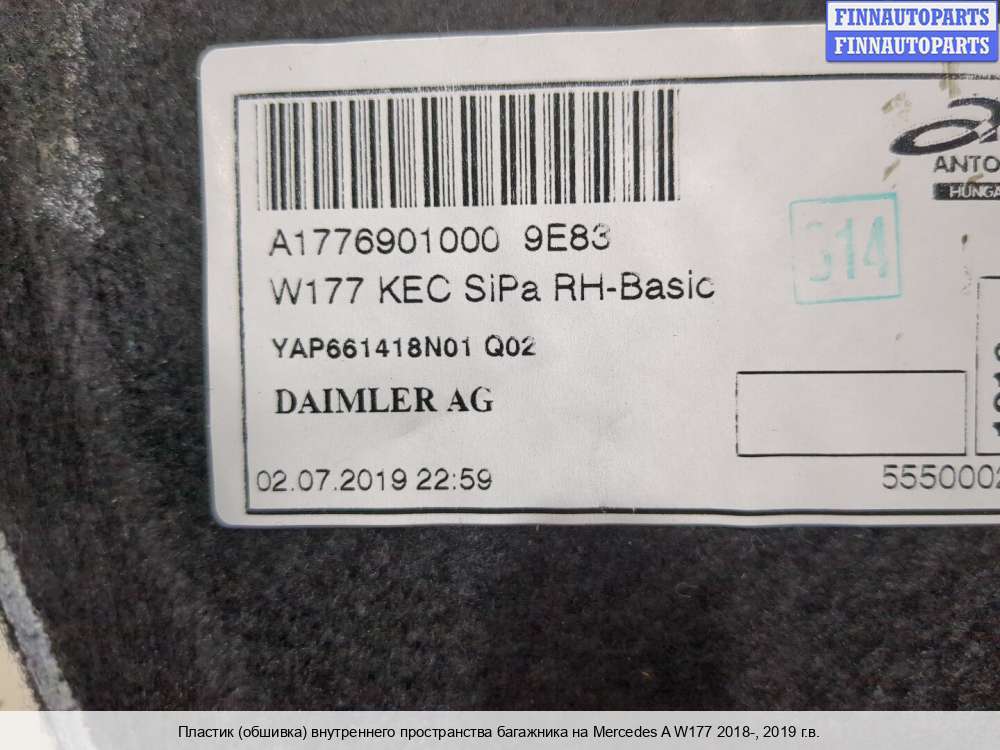 FINNAUTOPARTS
FINNAUTOPARTS
ANTO
HUNGA
A1776901000 9E83
W177 KEC SiPa RH-Basic
YAP661418N01 Q02
DAIMLER AG
02.07.2019 22:59
555000
Пластик (обшивка) внутреннего пространства багажника на Mercedes A W177 2018-, 2019 г.в.